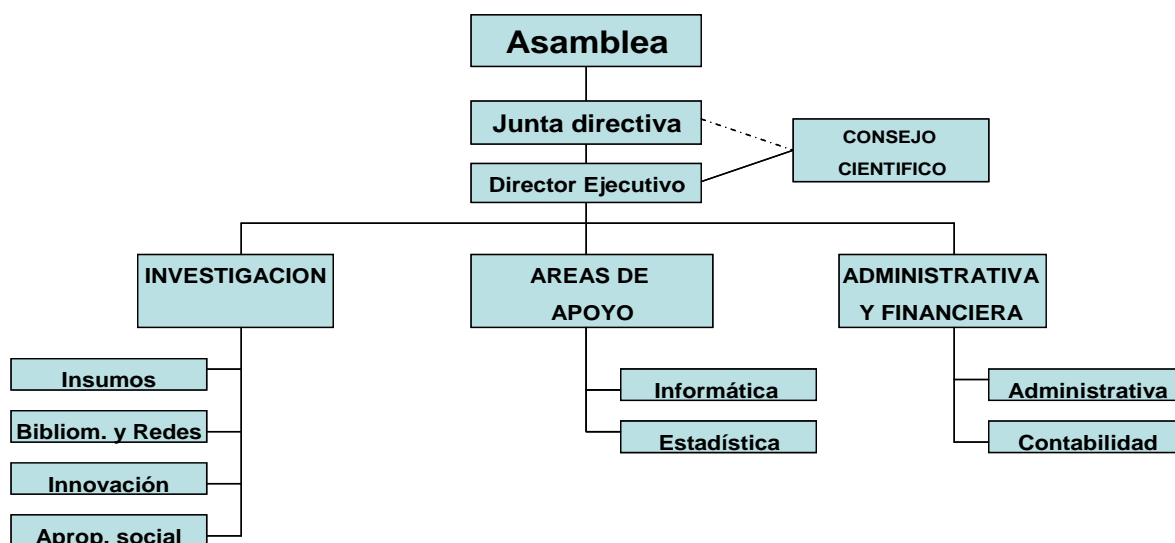 Asamblea
Junta directiva
CONSEJO
CIENTIFICO
Director Ejecutivo
INVESTIGACION
AREAS DE
APOYO
ADMINISTRATIVA
Y FINANCIERA
Insumos
Bibliom. y Redes
Innovación
Aprop. social
Informática
Estadística
Administrativa
Contabilidad